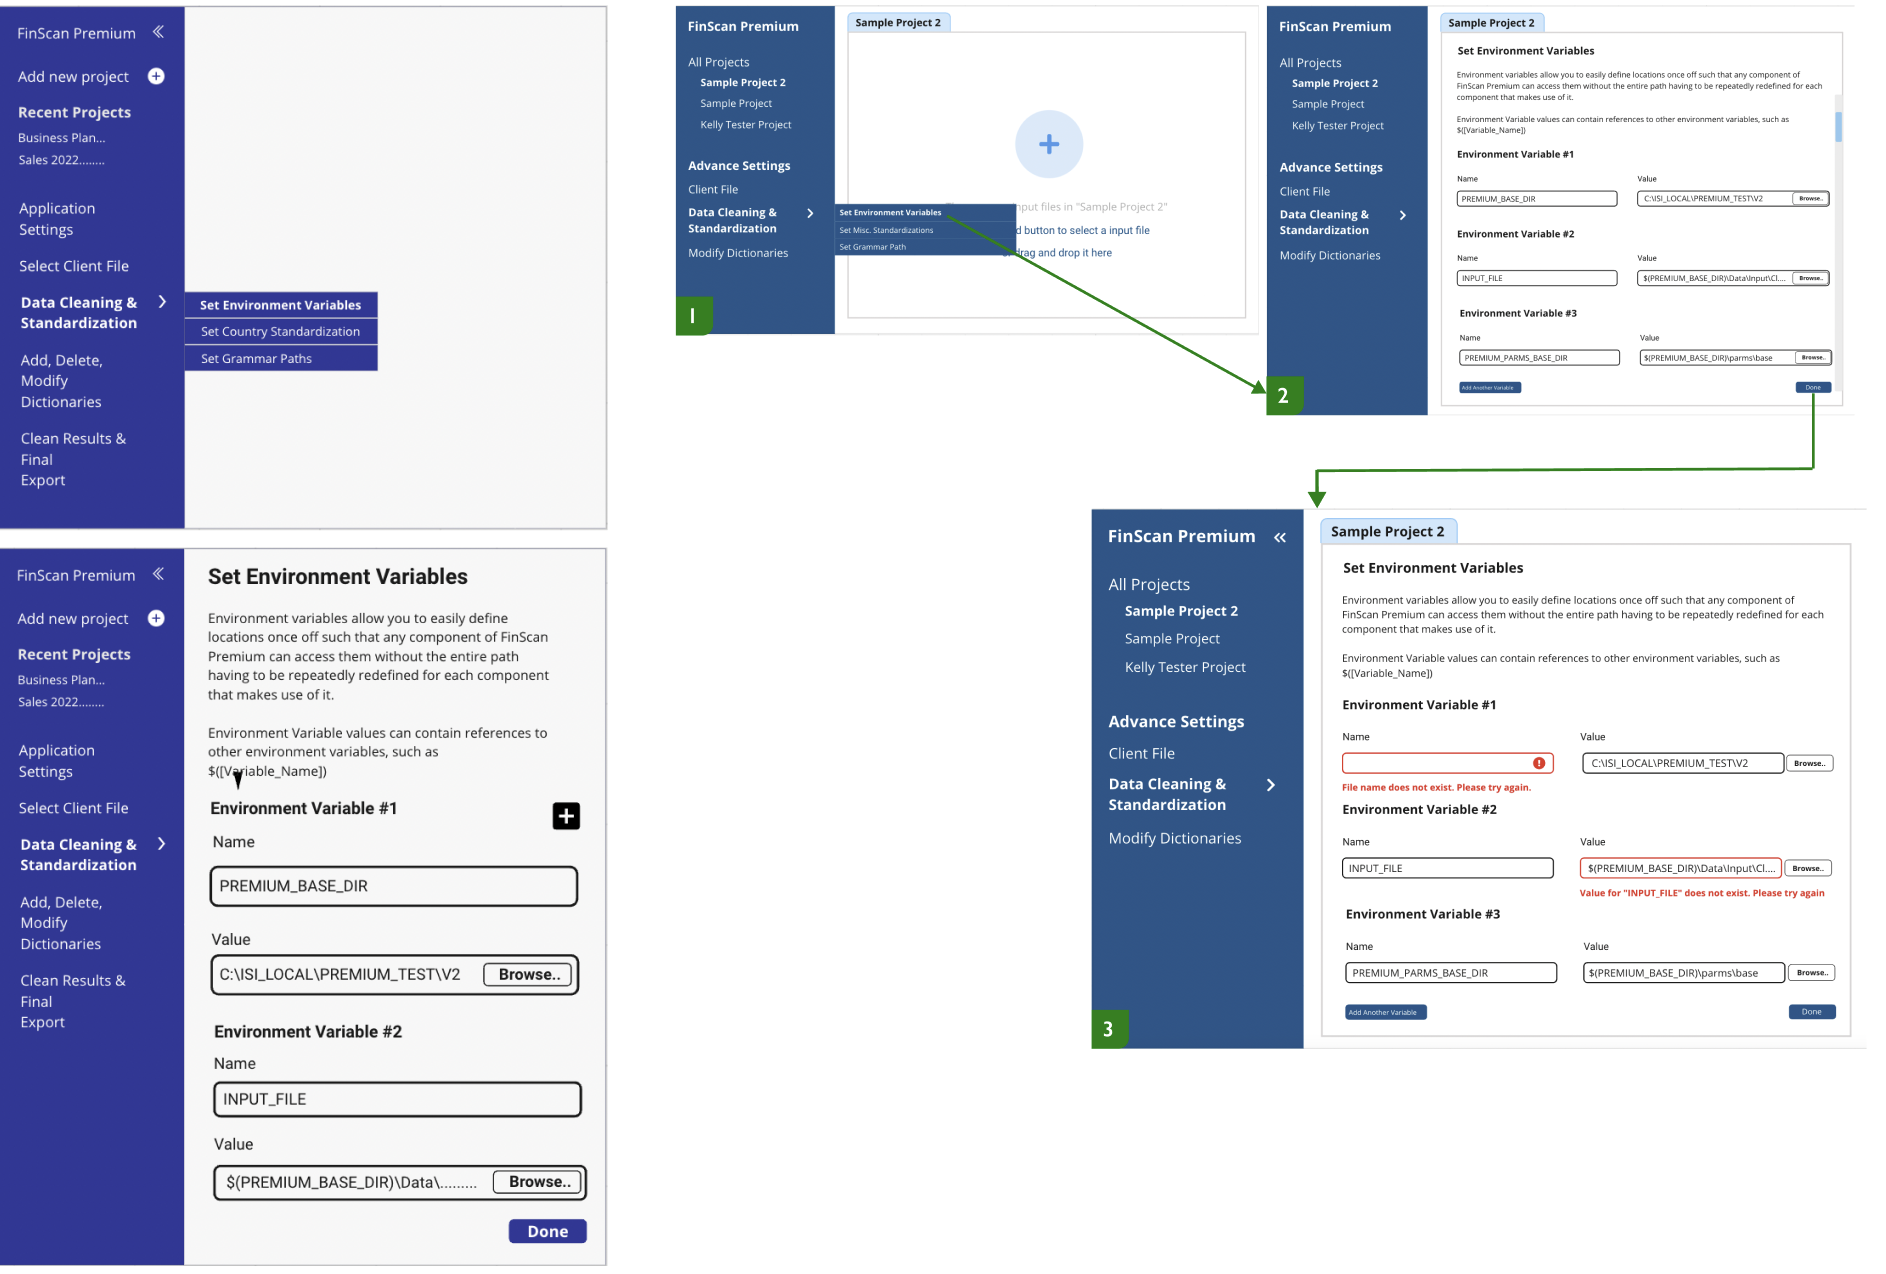 FinScan Premium
Add new project
Recent Projects
Business Plan...
Sales 2022........
Application
Settings
Select Client File
Data Cleaning &
Standardization
Add, Delete,
Modify
Dictionaries
Clean Results &
Final
Export
Set Environment Variables
Set Country Standardization
Set Grammar Paths
FinScan Premium
Add new project
Recent Projects
Business Plan...
Sales 2022........
Application
Settings
Select Client File
Data Cleaning &
Standardization
Add, Delete,
Modify
Dictionaries
Clean Results &
Final
Export
Set Environment Variables
Environment variables allow you to easily define
locations once off such that any component of FinScan
Premium can access them without the entire path
having to be repeatedly redefined for each component
that makes use of it.
Environment Variable values can contain references to
other environment variables, such as
$([Variable_Name])
Environment Variable #1
Name
PREMIUM_BASE_DIR
Value
C:\ISI_LOCAL\PREMIUM_TEST\V2
Browse..
Environment Variable #2
Name
INPUT_FILE
Value
$(PREMIUM_BASE_DIR)\Data\.........
Browse..
Done
FinScan Premium
All Projects
Sample Project 2
Sample Project
Kelly Tester Project
Advance Settings
Client File
Data Cleaning &
Standardization
Modify Dictionaries
1
Sample Project 2
Set Environment Variables
Set Misc. Standardizations
Set Grammar Path
input files in "Sample Project 2"
button to select a input file
drag and drop it here
FinScan Premium
All Projects
Sample Project 2
Sample Project
Kelly Tester Project
Advance Settings
Client File
Data Cleaning &
Standardization
Modify Dictionaries
2
Sample Project 2
Set Environment Variables
Environment variables allow you to easily define locations once off such that any component of
FinScan Premium can access them without the entire path having to be repeatedly redefined for each
component that makes use of it.
Environment Variable values can contain references to other environment variables, such as
$([Variable_Name])
Environment Variable #1
Name Value
PREMIUM_BASE_DIR C:\ISI_LOCAL\PREMIUM_TEST\V2 Browse..
Environment Variable #2
Name Value
INPUT_FILE $(PREMIUM_BASE_DIR)\Data\Input\Cl.... Browse..
Environment Variable #3
Name Value
PREMIUM_PARMS_BASE_DIR $(PREMIUM_BASE_DIR)\parms\base Browse..
Add Another Variable Done
FinScan Premium
All Projects
Sample Project 2
Sample Project
Kelly Tester Project
Advance Settings
Client File
Data Cleaning &
Standardization
Modify Dictionaries
3
Sample Project 2
Set Environment Variables
Environment variables allow you to easily define locations once off such that any component of
FinScan Premium can access them without the entire path having to be repeatedly redefined for each
component that makes use of it.
Environment Variable values can contain references to other environment variables, such as
$([Variable_Name])
Environment Variable #1
Name Value
C:\ISI_LOCAL\PREMIUM_TEST\V2 Browse..
File name does not exist. Please try again.
Environment Variable #2
Name Value
INPUT_FILE $(PREMIUM_BASE_DIR)\Data\Input\Cl.... Browse..
Value for "INPUT_FILE" does not exist. Please try again
Environment Variable #3
Name Value
PREMIUM_PARMS_BASE_DIR $(PREMIUM_BASE_DIR)\parms\base Browse..
Add Another Variable Done